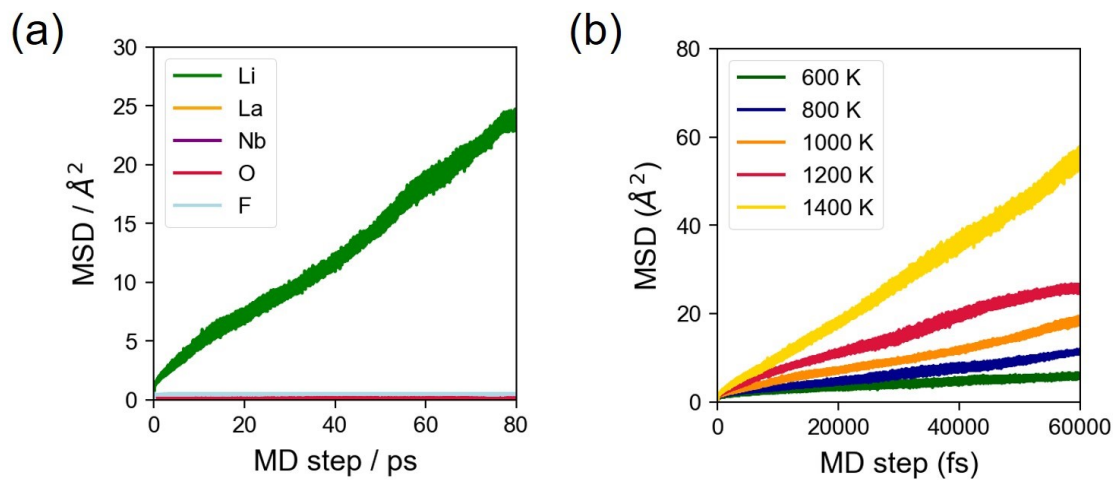 (a)
30
25
20
15
10
5
0
MSD / Å²
Li
La
Nb
O
F
0 20 40 60 80
MD step / ps
(b)
80
60
40
20
0
MSD (Å²)
600 K
800 K
1000 K
1200 K
1400 K
0 20000 40000 60000
MD step (fs)